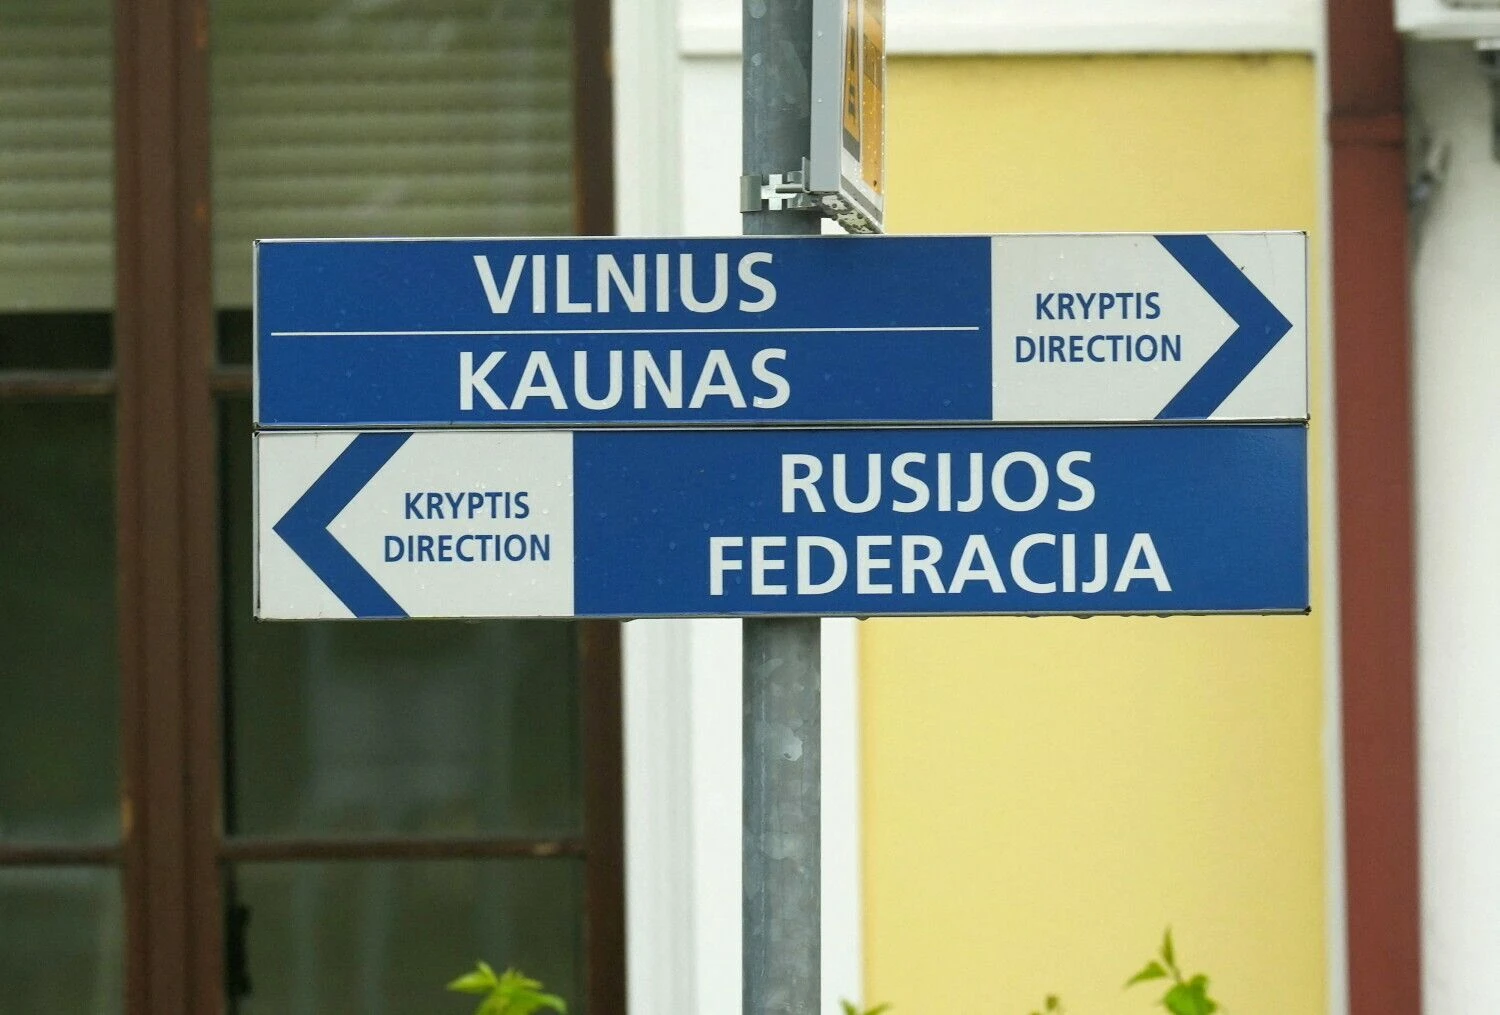 VILNIUS
KAUNAS
KRYPTIS
DIRECTION
KRYPTIS
DIRECTION
RUSIJOS
FEDERACIJA